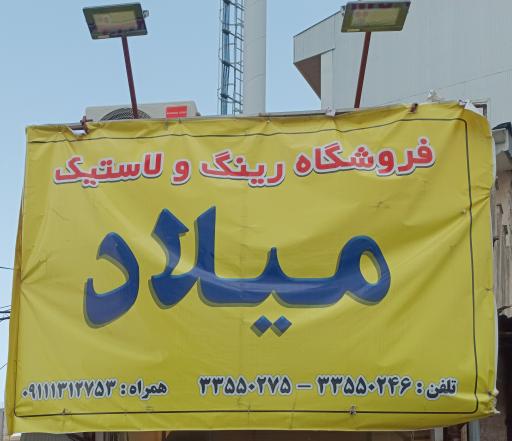 فروشگاه رینگ و لاستیک
میلاد
تلفن : ۳۳۵۵۰۲۴۶ – ۳۳۵۵۰۲۷۵ همراه : ۰۹۱۱۱۳۱۲۷۵۳